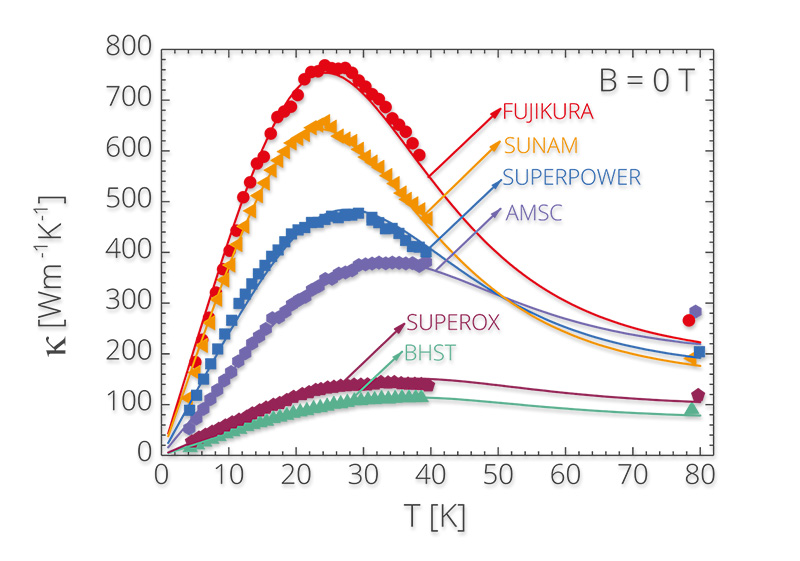 800
700
600
500
400
300
200
100
0
κ [Wm⁻¹K⁻¹]
B = 0 T
FUJIKURA
SUNAM
SUPERPOWER
AMSC
SUPEROX
BHST
0 10 20 30 40 50 60 70 80
T [K]